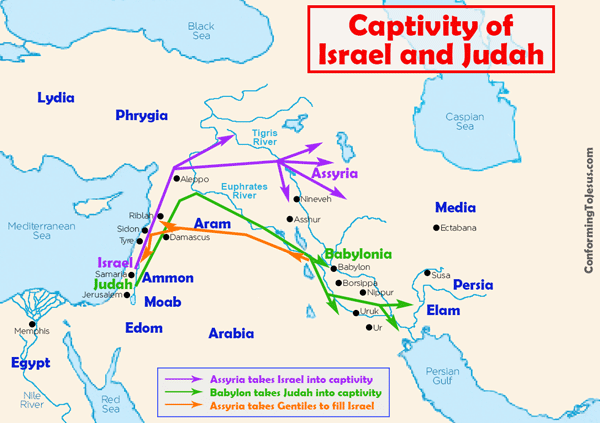 Captivity of
Israel and Judah
Black
Sea
Lydia
Phrygia
Caspian
Sea
Tigris
River
Aleppo
Assyria
Euphrates
River
Nineveh
Asshur
Media
Ectabana
Mediterranean
Sea
Riblah
Sidon
Tyre
Aram
Damascus
Israel
Samaria
Judah
Jerusalem
Ammon
Moab
Edom
Arabia
Babylonia
Babylon
Borsippa
Nippur
Uruk
Ur
Susa
Persia
Elam
Memphis
Egypt
Nile
River
Red
Sea
Persian
Gulf
Assyria takes Israel into captivity
Babylon takes Judah into captivity
Assyria takes Gentiles to fill Israel
ConformingToJesus.com